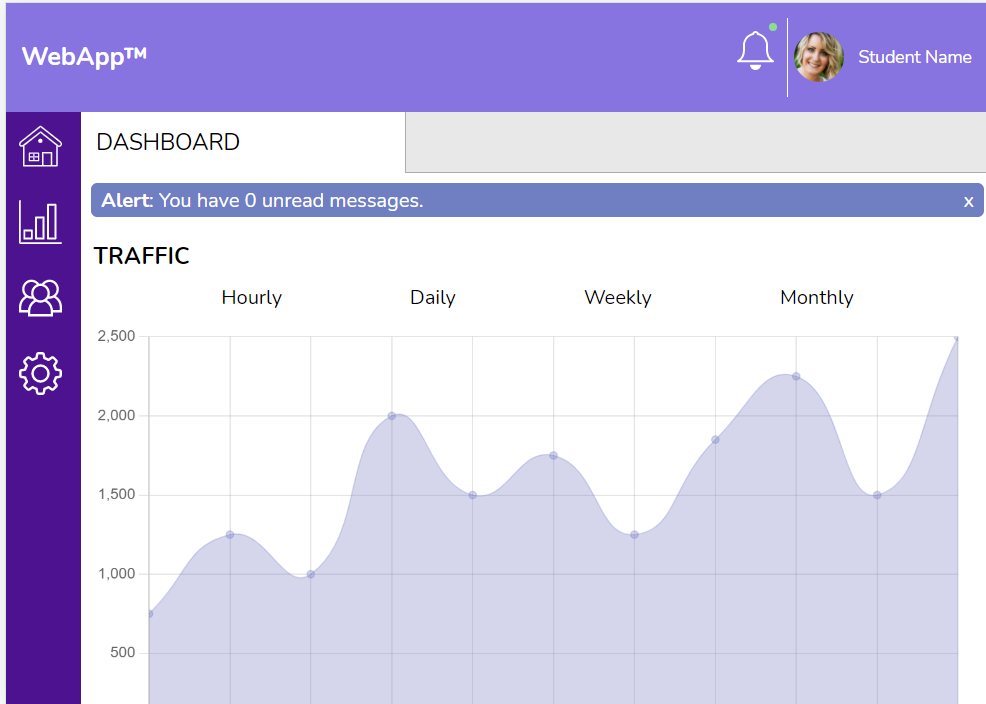 WebApp™
Student Name
DASHBOARD
Alert: You have 0 unread messages.
x
TRAFFIC
Hourly Daily Weekly Monthly
2,500
2,000
1,500
1,000
500